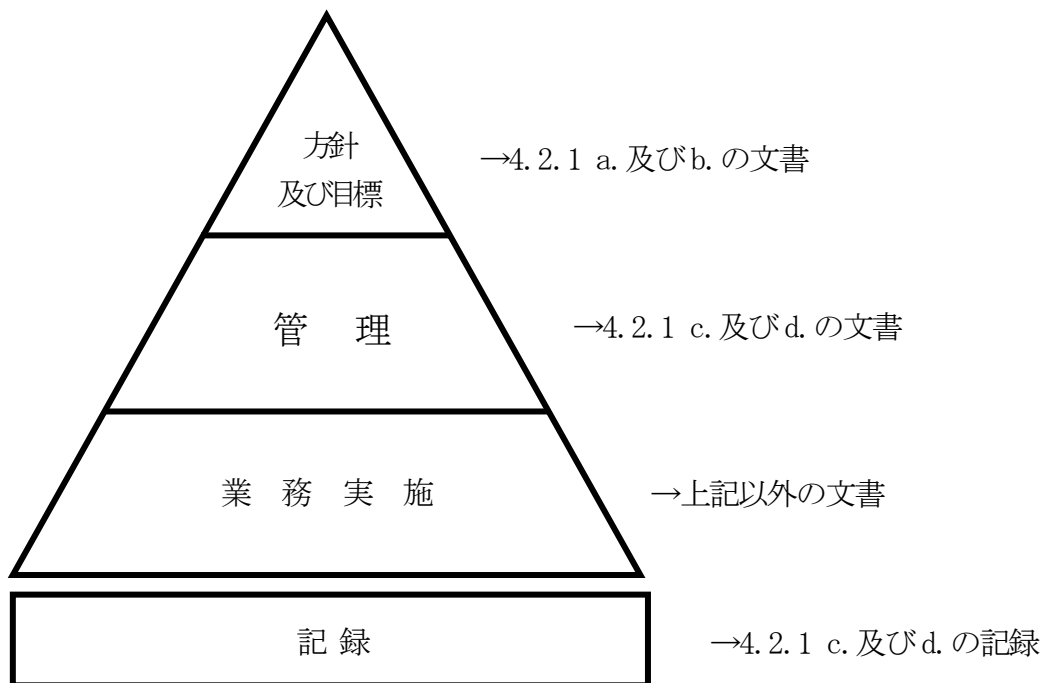 方針
及び目標
→4.2.1 a.及びb.の文書
管 理
→4.2.1 c.及びd.の文書
業 務 実 施
→上記以外の文書
記 録
→4.2.1 c.及びd.の記録